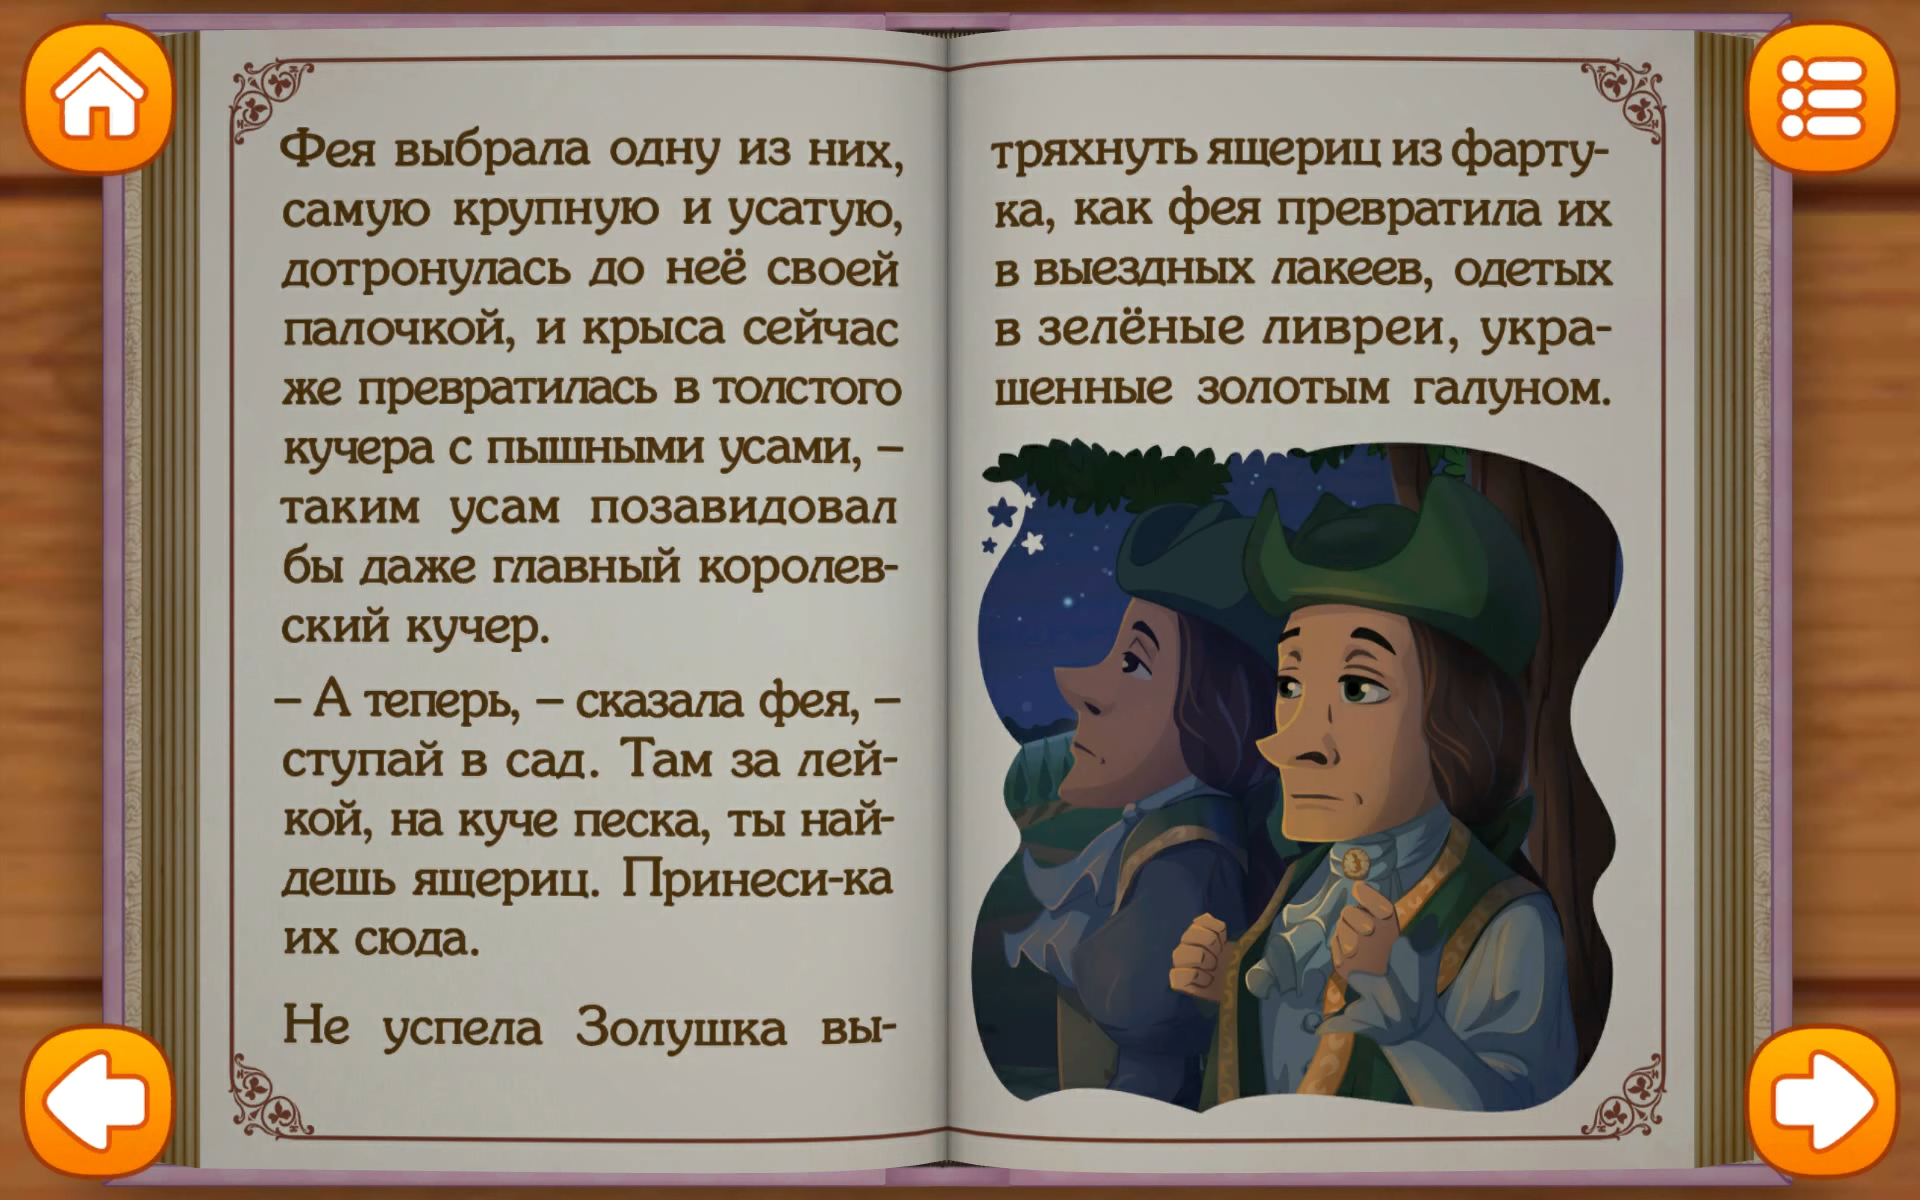 Фея выбрала одну из них,
самую крупную и усатую,
дотронулась до неё своей
палочкой, и крыса сейчас
же превратилась в толстого
кучера с пышными усами, –
таким усам позавидовал
бы даже главный королев-
ский кучер.
– А теперь, – сказала фея, –
ступай в сад. Там за лей-
кой, на куче песка, ты най-
дешь ящериц. Принеси-ка
их сюда.
Не успела Золушка вы-
тряхнуть ящериц из фарту-
ка, как фея превратила их
в выездных лакеев, одетых
в зелёные ливреи, укра-
шенные золотым галуном.